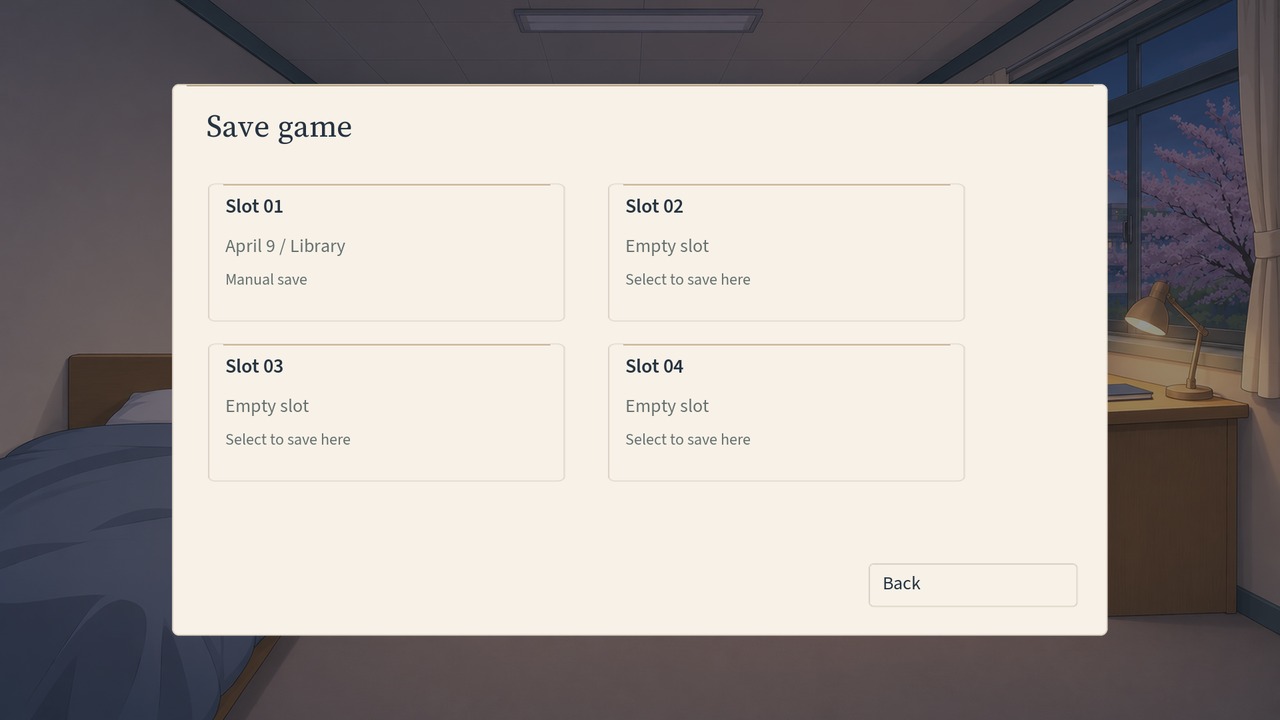 Save game
Slot 01
April 9 / Library
Manual save
Slot 02
Empty slot
Select to save here
Slot 03
Empty slot
Select to save here
Slot 04
Empty slot
Select to save here
Back